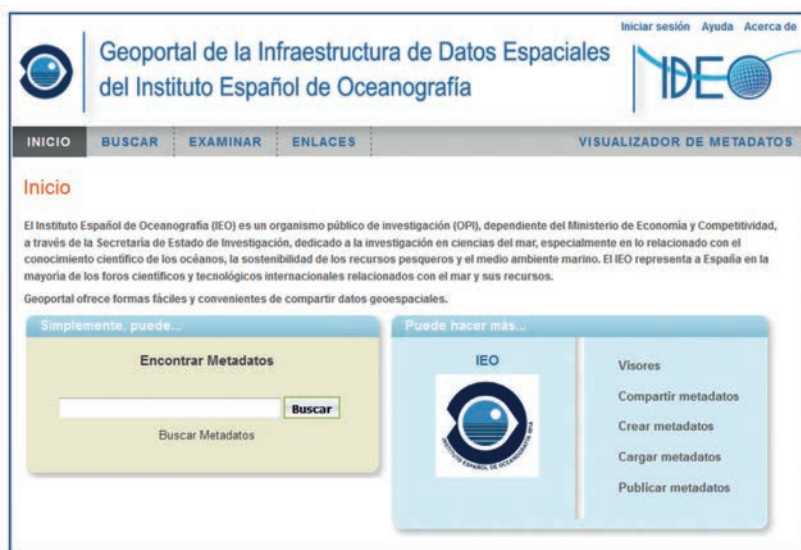 Iniciar sesión Ayuda Acerca de
Geoportal de la Infraestructura de Datos Espaciales
del Instituto Español de Oceanografía
IDEO
INICIO BUSCAR EXAMINAR ENLACES VISUALIZADOR DE METADATOS
Inicio
El Instituto Español de Oceanografía (IEO) es un organismo público de investigación (OPI), dependiente del Ministerio de Economía y Competitividad,
a través de la Secretaría de Estado de Investigación, dedicado a la investigación en ciencias del mar, especialmente en lo relacionado con el
conocimiento científico de los océanos, la sostenibilidad de los recursos pesqueros y el medio ambiente marino. El IEO representa a España en la
mayoría de los foros científicos y tecnológicos internacionales relacionados con el mar y sus recursos.
Geoportal ofrece formas fáciles y convenientes de compartir datos geoespaciales.
Simplemente, puede...
Encontrar Metadatos
Buscar
Buscar Metadatos
Puede hacer más...
IEO
INSTITUTO ESPAÑOL DE OCEANOGRAFIA 1914
Visores
Compartir metadatos
Crear metadatos
Cargar metadatos
Publicar metadatos